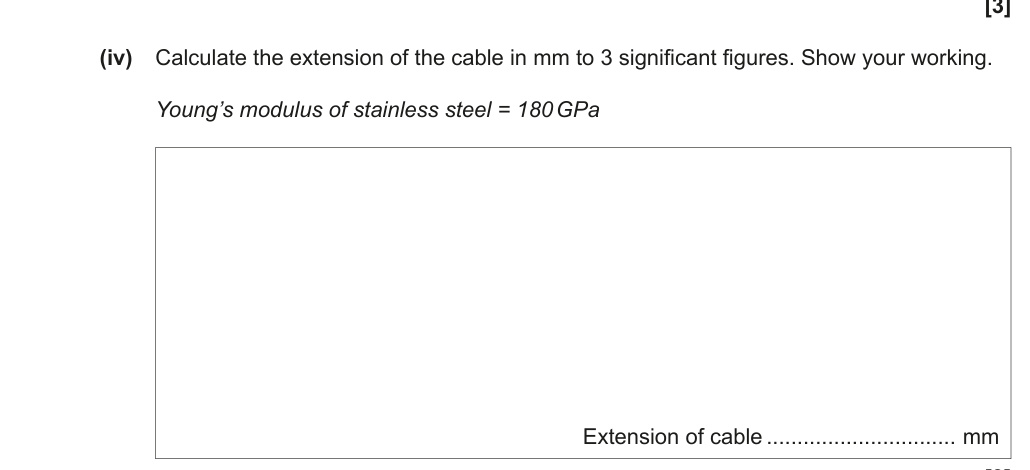 [3]
(iv) Calculate the extension of the cable in mm to 3 significant figures. Show your working.
Young's modulus of stainless steel = 180 GPa
Extension of cable ............................... mm